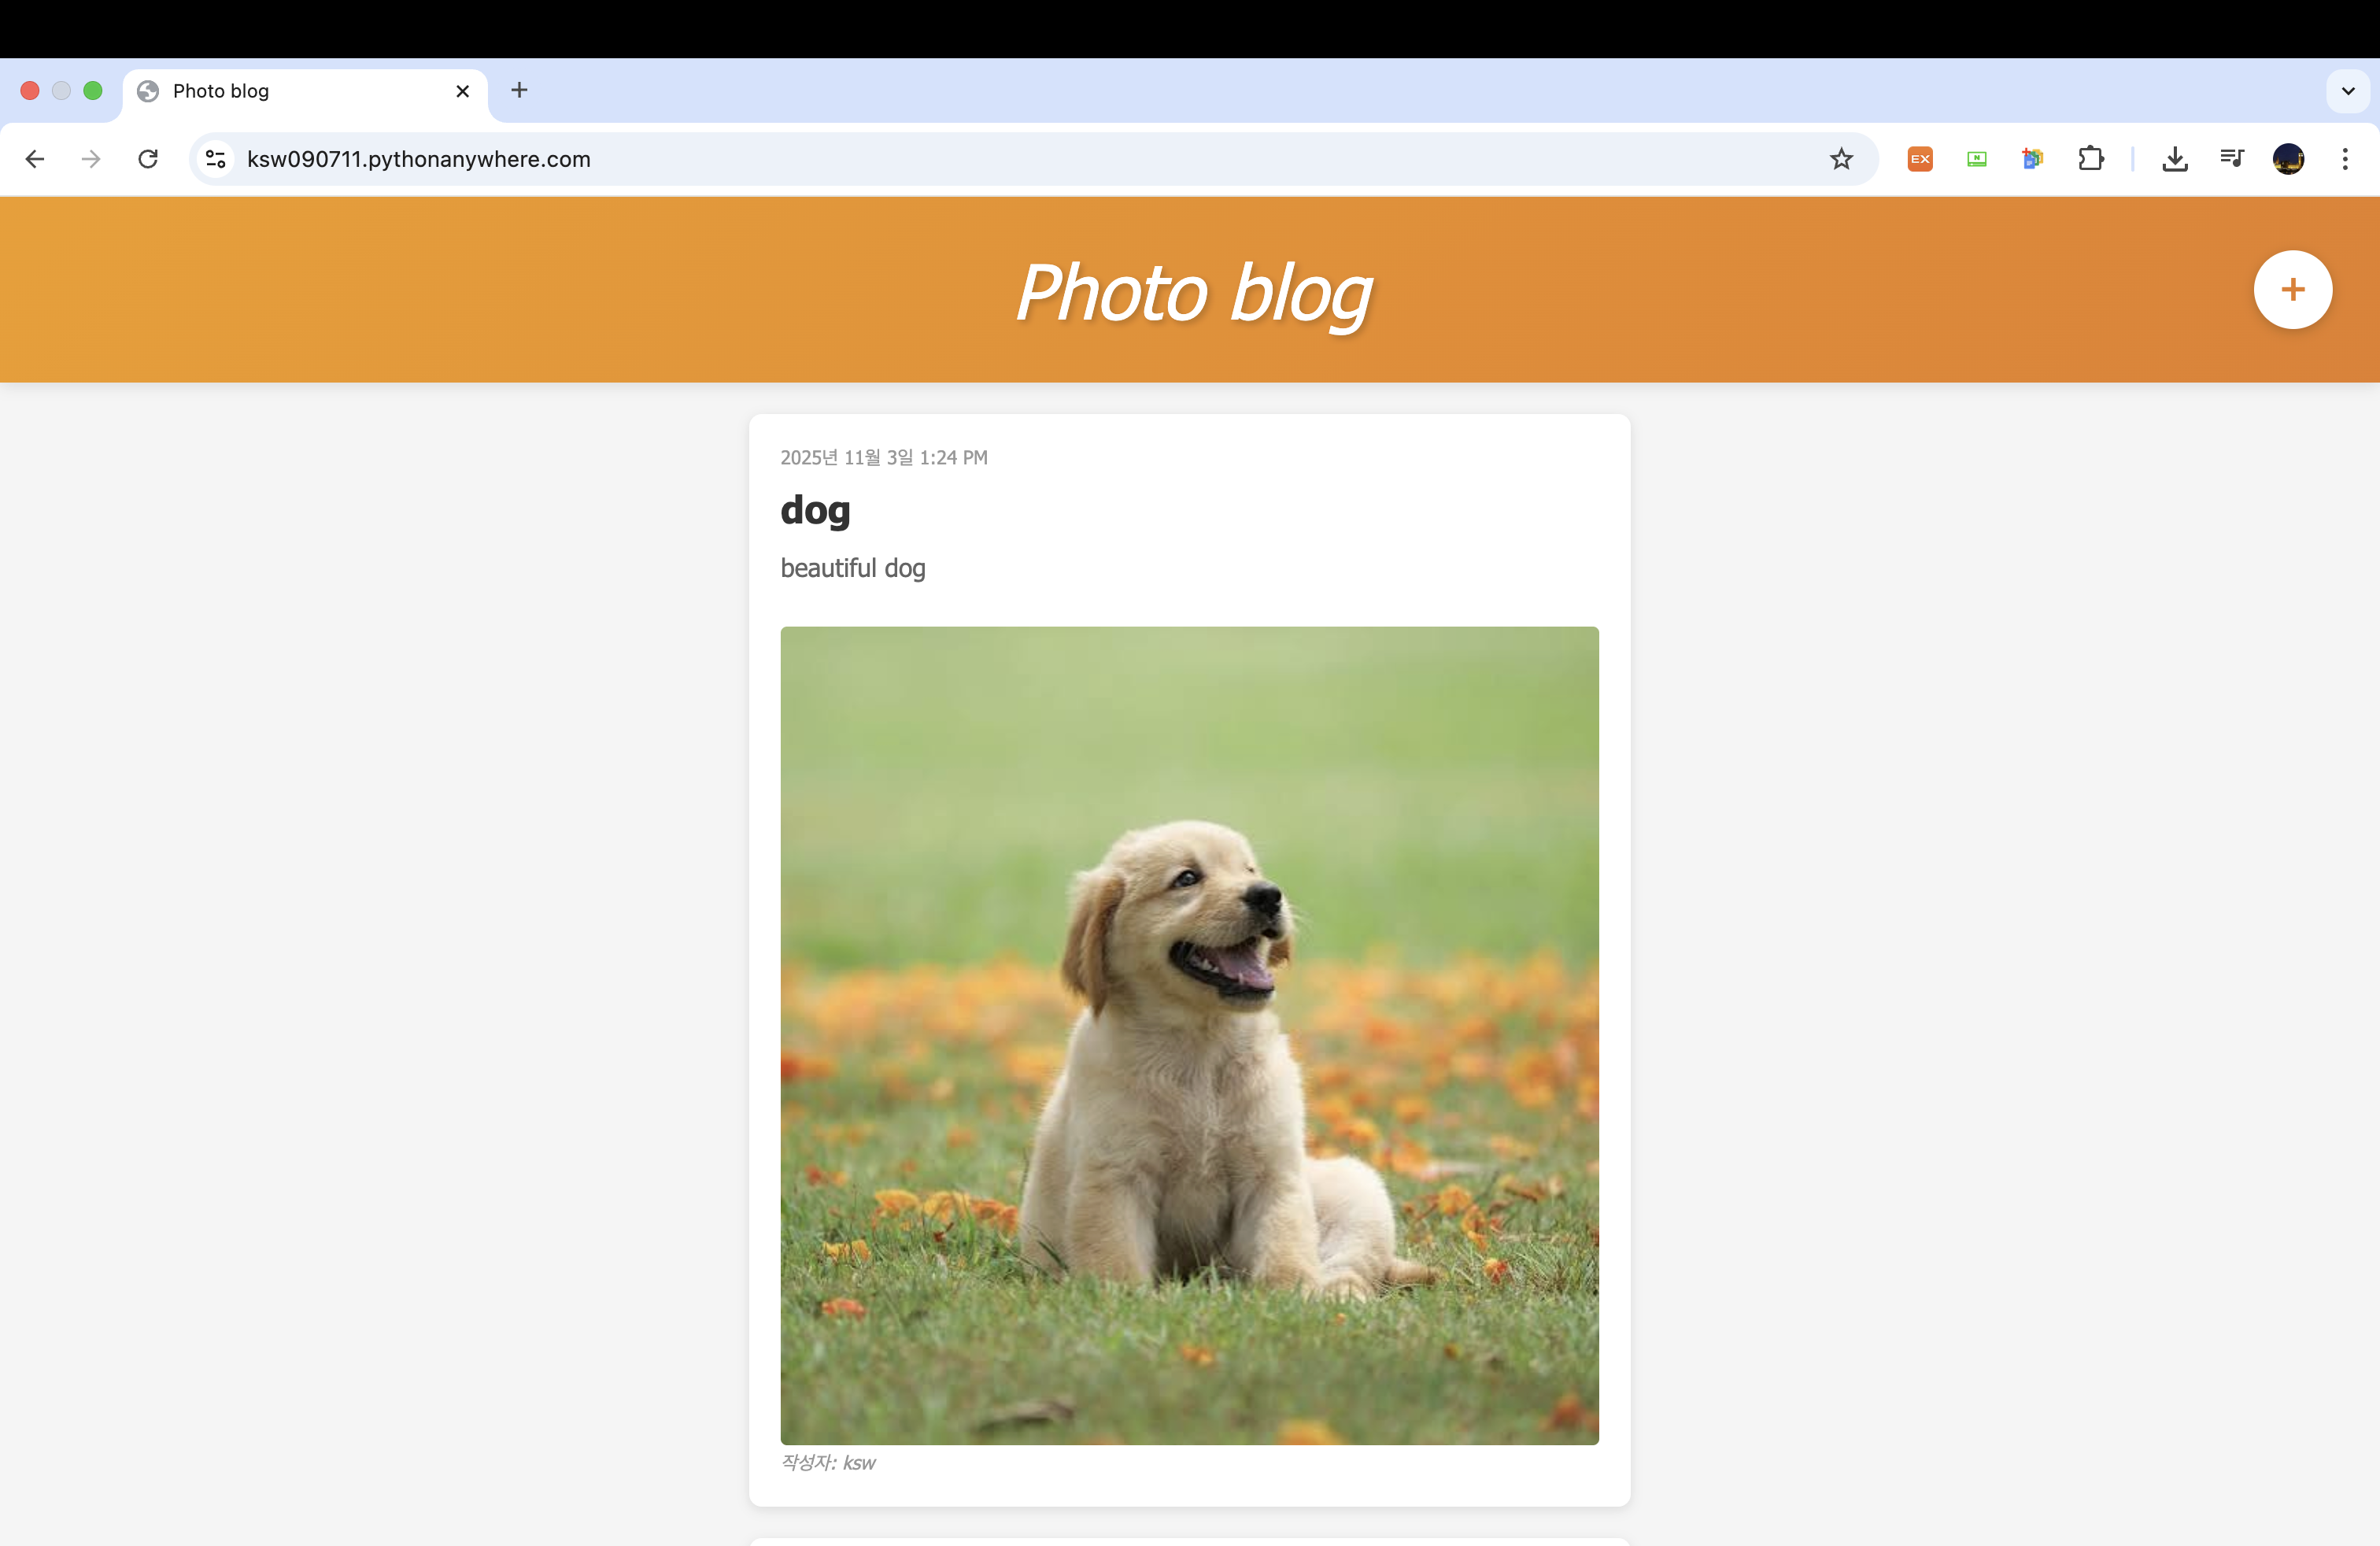 Photo blog
ksw090711.pythonanywhere.com
EX
N
Photo blog
+
2025년 11월 3일 1:24 PM
dog
beautiful dog
작성자: ksw